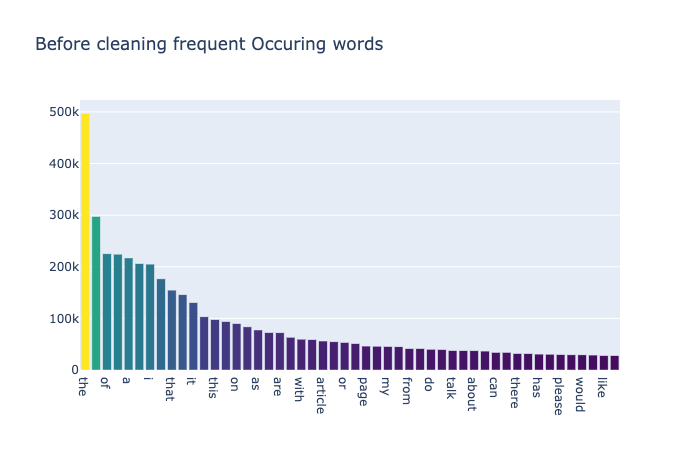 Before cleaning frequent Occuring words
500k
400k
300k
200k
100k
0
the
of
a
i
that
it
this
on
as
are
with
article
or
page
my
from
do
talk
about
can
there
has
please
would
like